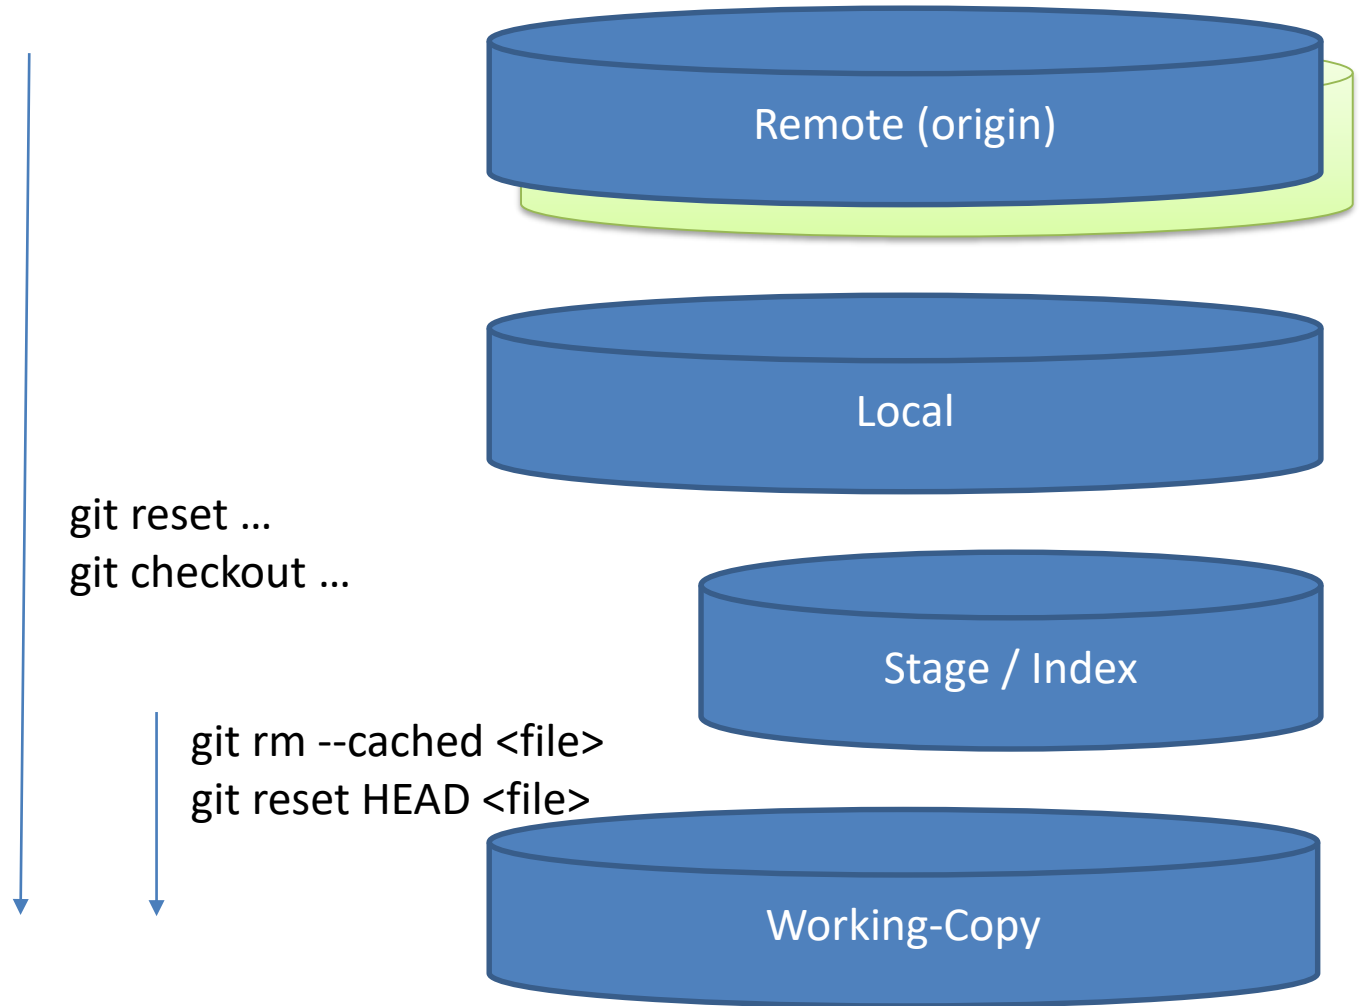 Remote (origin)
Local
git reset …
git checkout …
Stage / Index
git rm --cached <file>
git reset HEAD <file>
Working-Copy